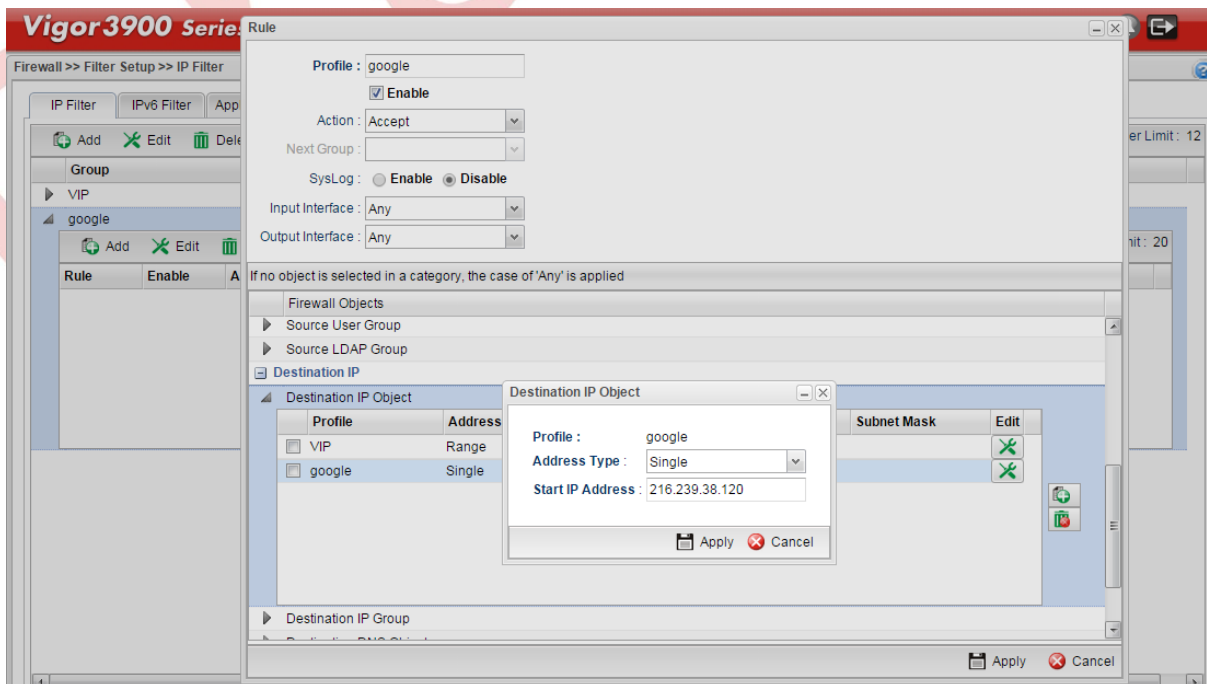 Vigor3900 Series
Rule
Firewall >> Filter Setup >> IP Filter
Profile : google
Enable
IP Filter
IPv6 Filter
App
Action : Accept
Add
Edit
Dele
er Limit : 12
Next Group :
Group
SysLog : Enable Disable
VIP
Input Interface : Any
google
Output Interface : Any
Add
Edit
nit : 20
Rule
Enable
A
If no object is selected in a category, the case of 'Any' is applied
Firewall Objects
Source User Group
Source LDAP Group
Destination IP
Destination IP Object
Profile
Address
Subnet Mask
Edit
VIP
Range
google
Single
Destination IP Object
Profile : google
Address Type : Single
Start IP Address : 216.239.38.120
Apply
Cancel
Destination IP Group
Apply
Cancel